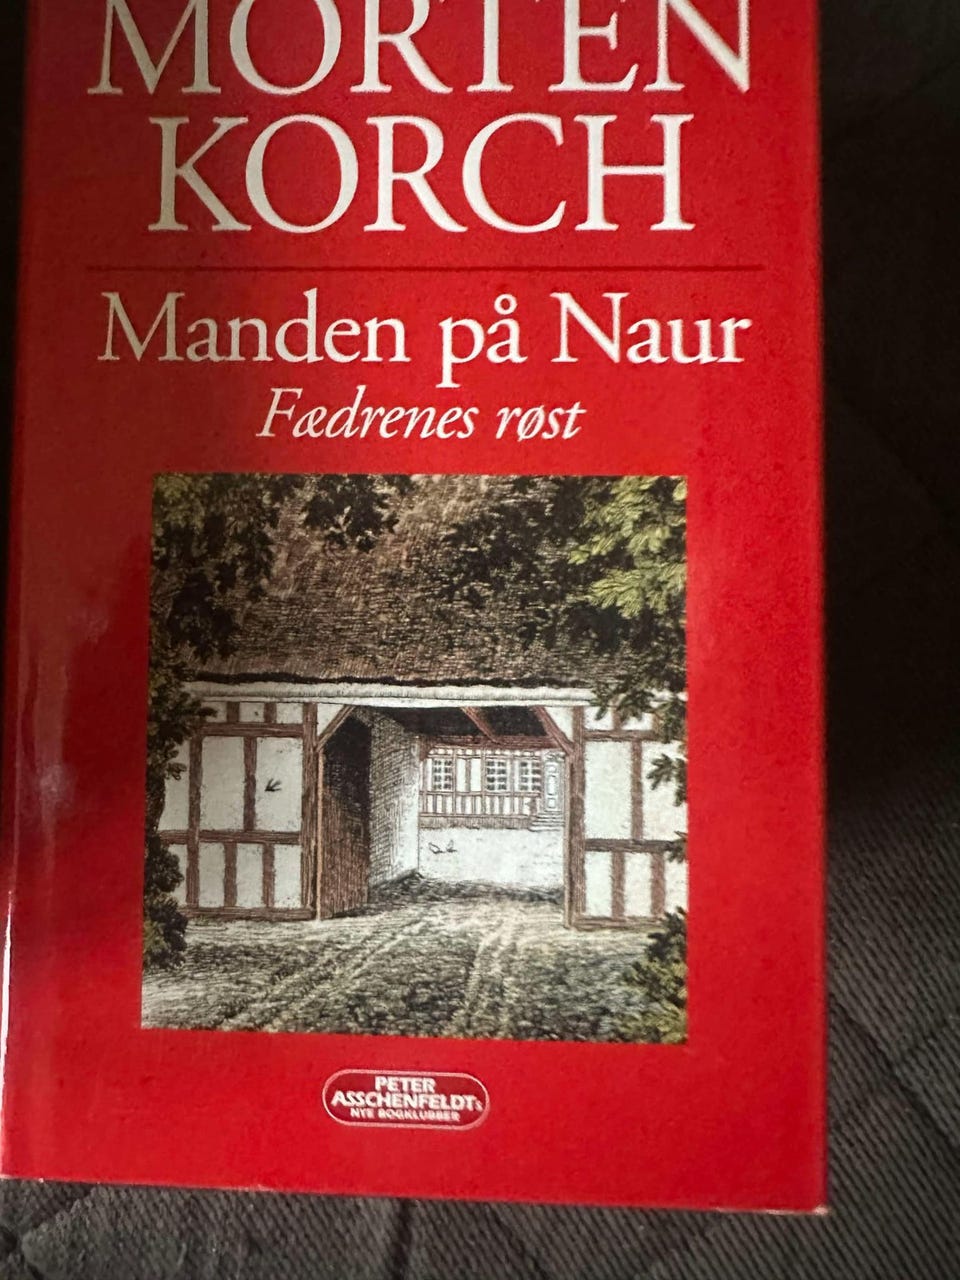 MORTEN
KORCH
Manden på Naur
Fædrenes røst
PETER
ASSCHENFELDTs
NYE BOGKLUBBER